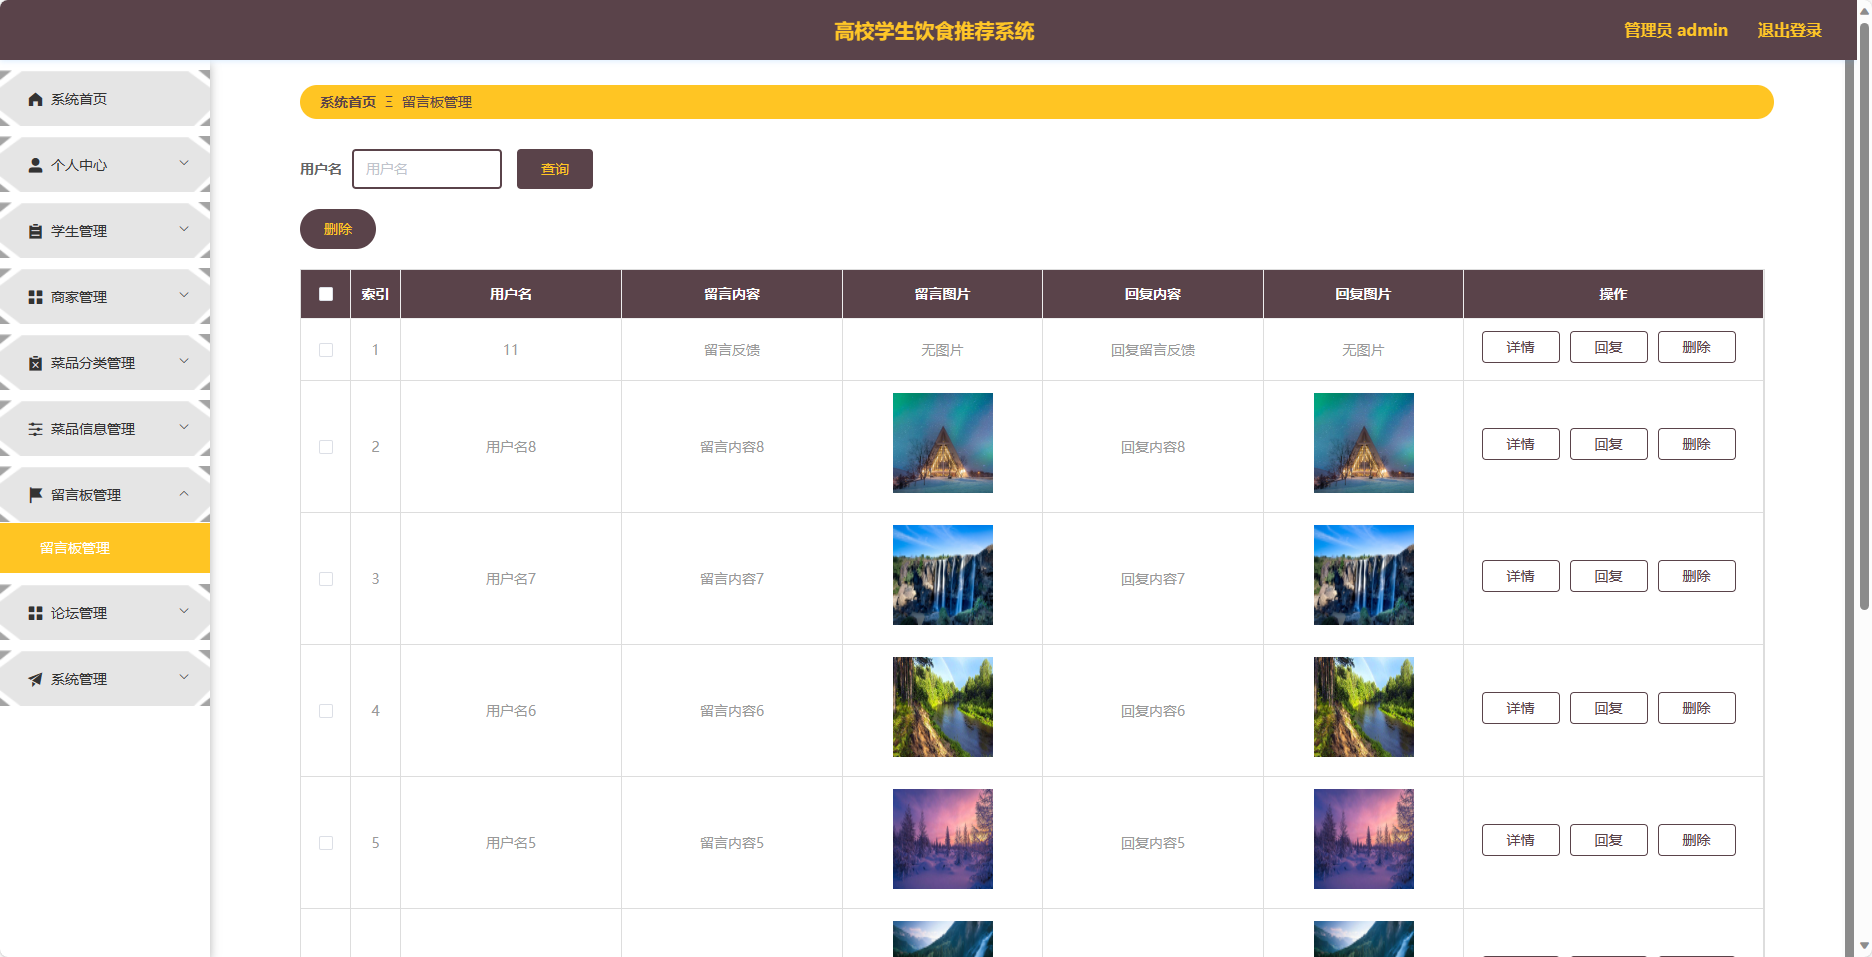 高校学生饮食推荐系统
管理员 admin 退出登录
系统首页
个人中心
学生管理
商家管理
菜品分类管理
菜品信息管理
留言板管理
留言板管理
论坛管理
系统管理
系统首页 Ξ 留言板管理
用户名 用户名 查询
删除
索引 用户名 留言内容 留言图片 回复内容 回复图片 操作
1 11 留言反馈 无图片 回复留言反馈 无图片 详情 回复 删除
2 用户名8 留言内容8 回复内容8 详情 回复 删除
3 用户名7 留言内容7 回复内容7 详情 回复 删除
4 用户名6 留言内容6 回复内容6 详情 回复 删除
5 用户名5 留言内容5 回复内容5 详情 回复 删除